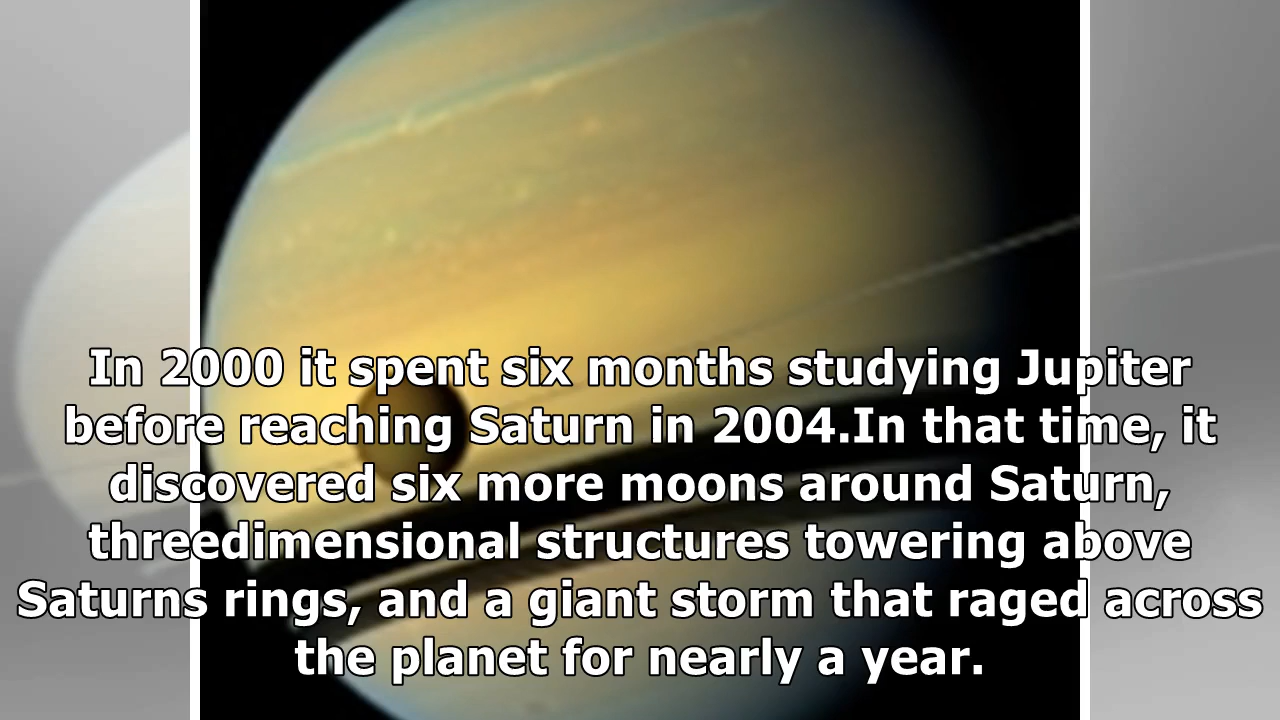 In 2000 it spent six months studying Jupiter
before reaching Saturn in 2004.In that time, it
discovered six more moons around Saturn,
threedimensional structures towering above
Saturns rings, and a giant storm that raged across
the planet for nearly a year.